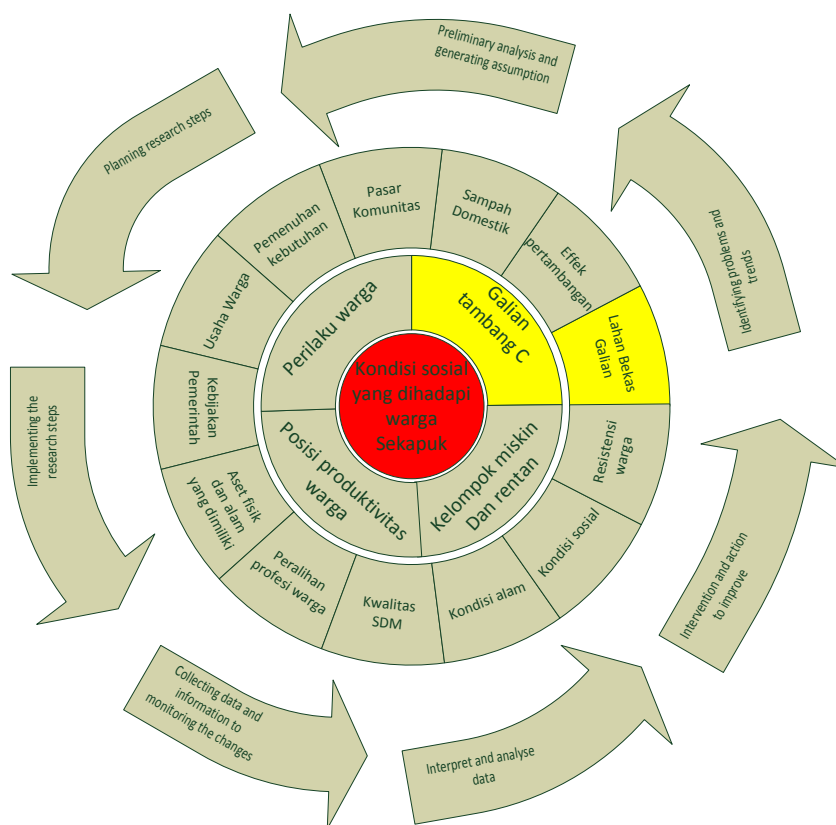 Preliminary analysis and
generating assumption
Planning research steps
Implementing the
research steps
Collecting data and
information to
monitoring the changes
Interpret and analyse
data
Intervention and action
to improve
Identifying problems and
trends
Pasar
Komunitas
Sampah
Domestik
Effek
pertambangan
Lahan Bekas
Galian
Resistensi
warga
Kondisi sosial
Kondisi alam
Kwalitas
SDM
Peralihan
profesi warga
Aset fisik
dan alam
yang dimiliki
Kebijakan
Pemerintah
Usaha Warga
Pemenuhan
kebutuhan
Perilaku warga
Galian
tambang C
Kelompok miskin
Dan rentan
Posisi produktivitas
warga
Kondisi sosial
yang dihadapi
warga
Sekapuk